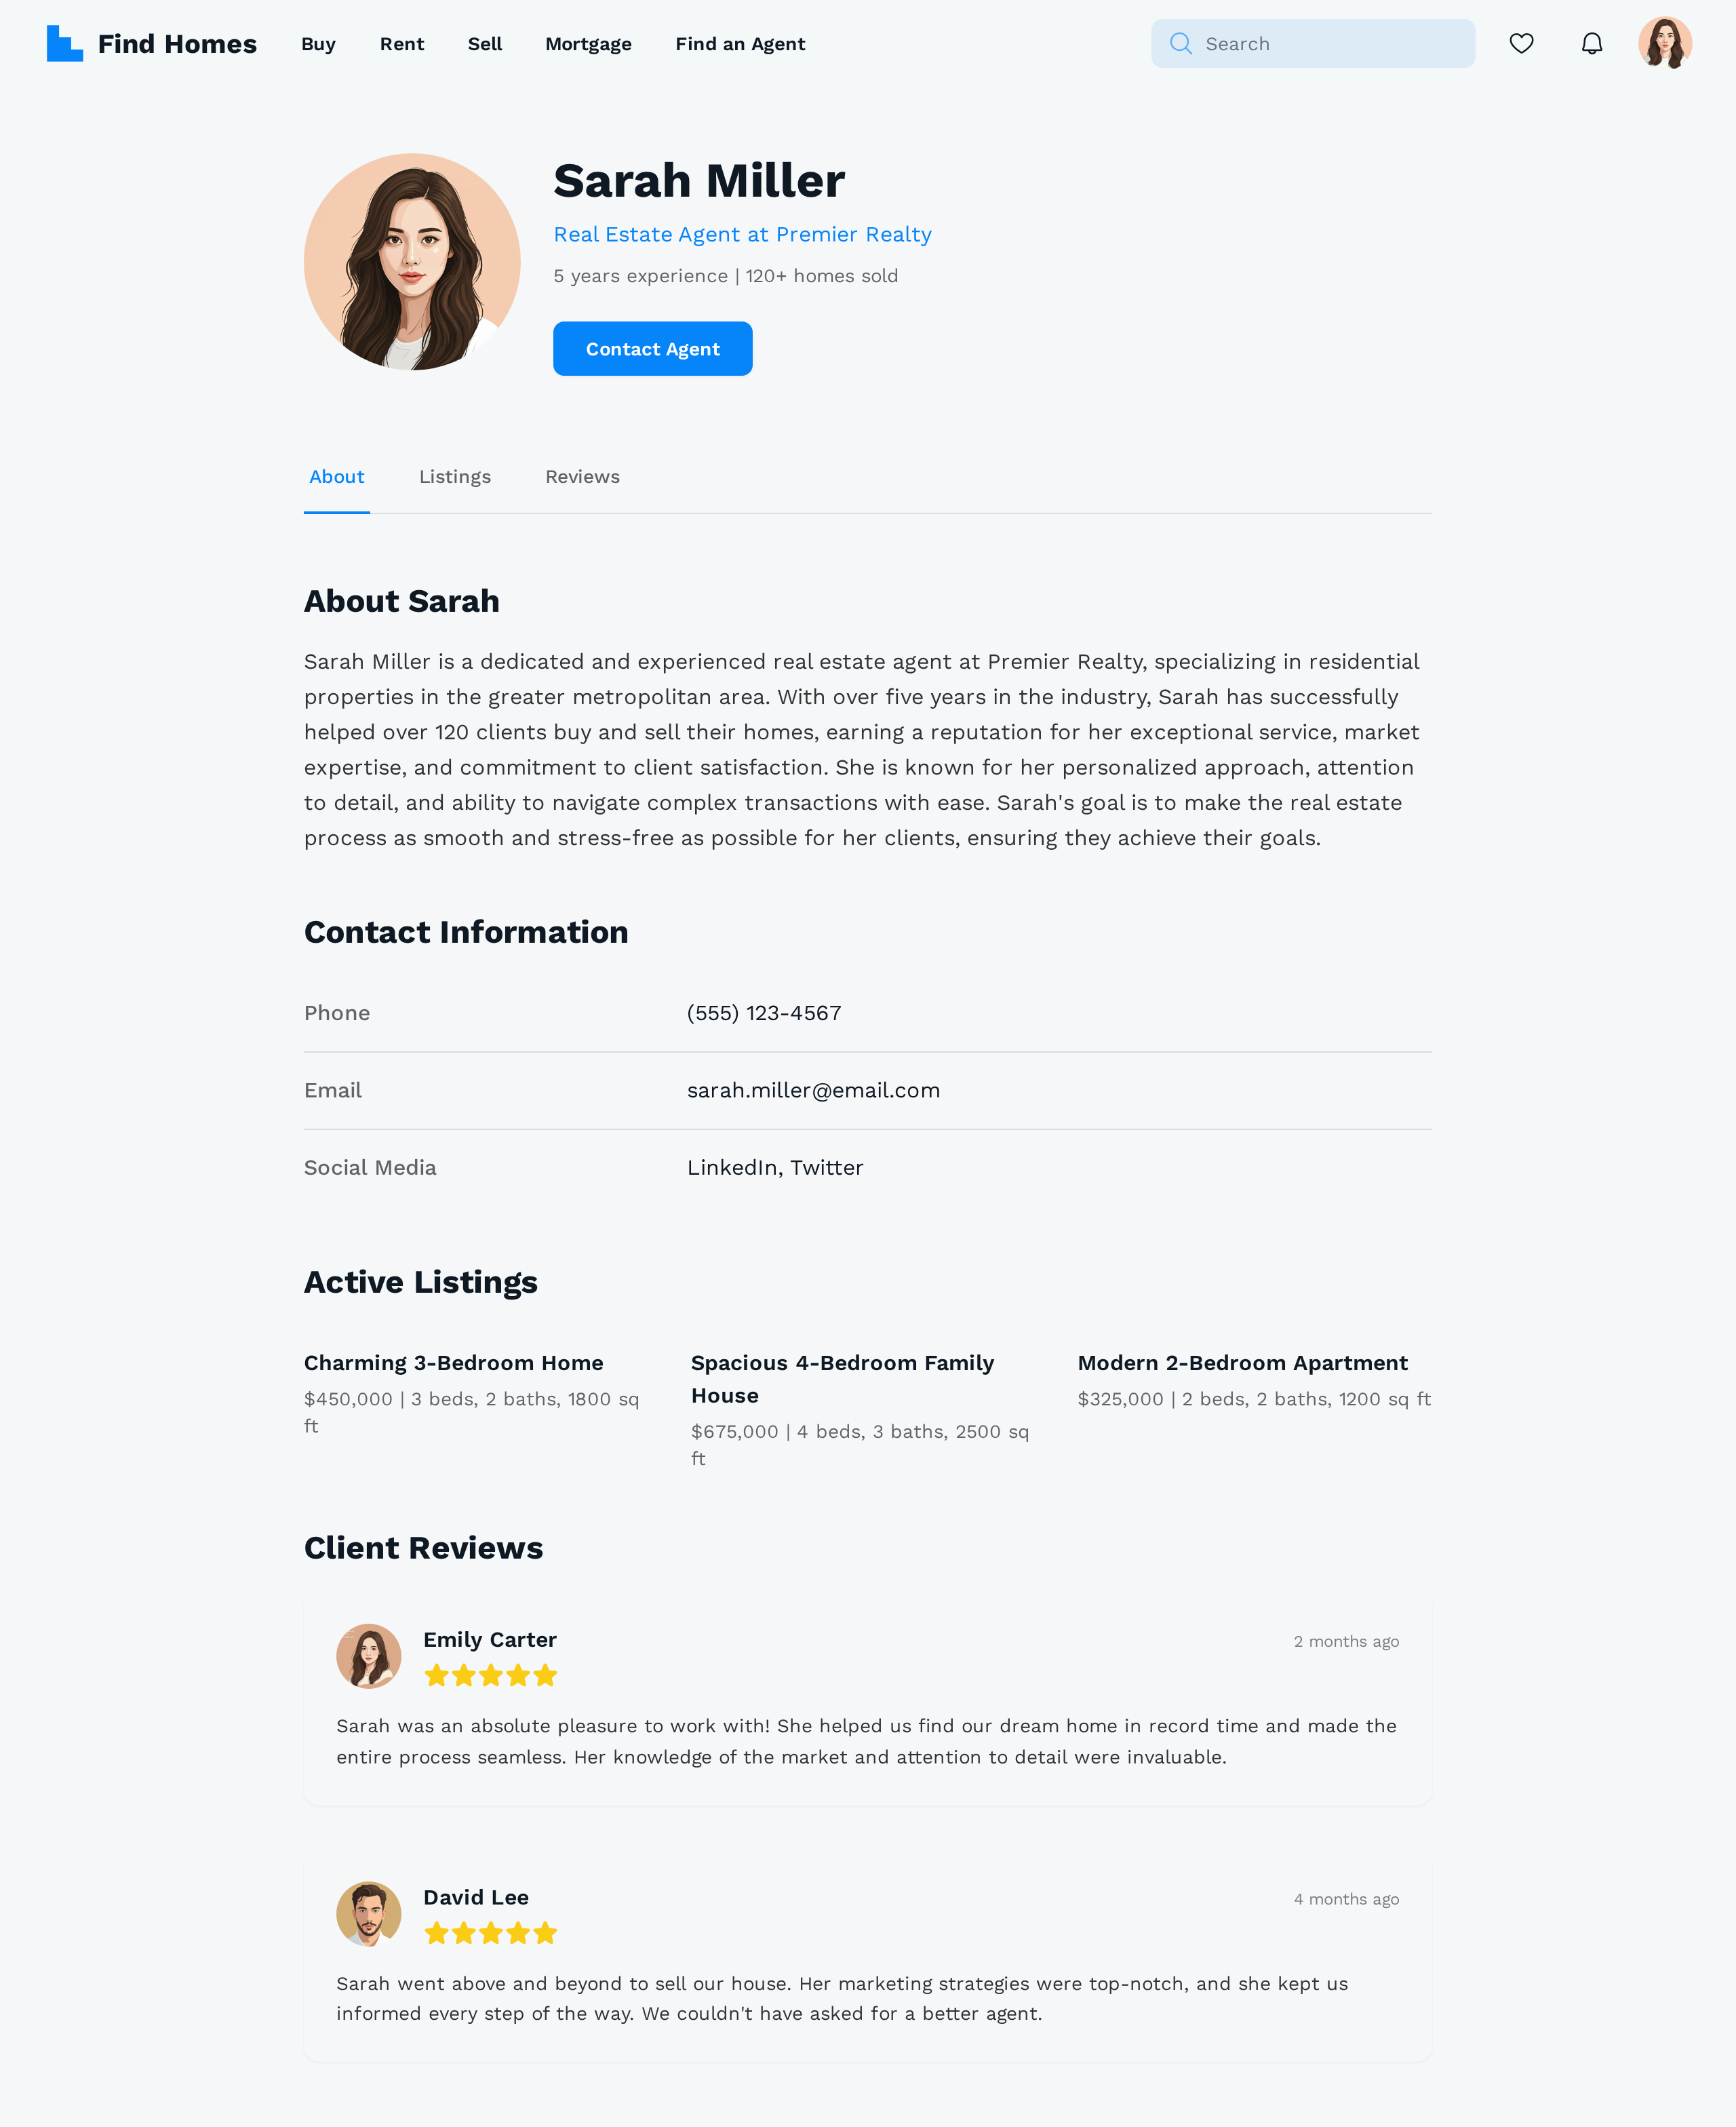 Find Homes
Buy
Rent
Sell
Mortgage
Find an Agent
Search
Sarah Miller
Real Estate Agent at Premier Realty
5 years experience | 120+ homes sold
Contact Agent
About
Listings
Reviews
About Sarah
Sarah Miller is a dedicated and experienced real estate agent at Premier Realty, specializing in residential
properties in the greater metropolitan area. With over five years in the industry, Sarah has successfully
helped over 120 clients buy and sell their homes, earning a reputation for her exceptional service, market
expertise, and commitment to client satisfaction. She is known for her personalized approach, attention
to detail, and ability to navigate complex transactions with ease. Sarah's goal is to make the real estate
process as smooth and stress-free as possible for her clients, ensuring they achieve their goals.
Contact Information
Phone
(555) 123-4567
Email
sarah.miller@email.com
Social Media
LinkedIn, Twitter
Active Listings
Charming 3-Bedroom Home
$450,000 | 3 beds, 2 baths, 1800 sq
ft
Spacious 4-Bedroom Family
House
$675,000 | 4 beds, 3 baths, 2500 sq
ft
Modern 2-Bedroom Apartment
$325,000 | 2 beds, 2 baths, 1200 sq ft
Client Reviews
Emily Carter
2 months ago
Sarah was an absolute pleasure to work with! She helped us find our dream home in record time and made the
entire process seamless. Her knowledge of the market and attention to detail were invaluable.
David Lee
4 months ago
Sarah went above and beyond to sell our house. Her marketing strategies were top-notch, and she kept us
informed every step of the way. We couldn't have asked for a better agent.